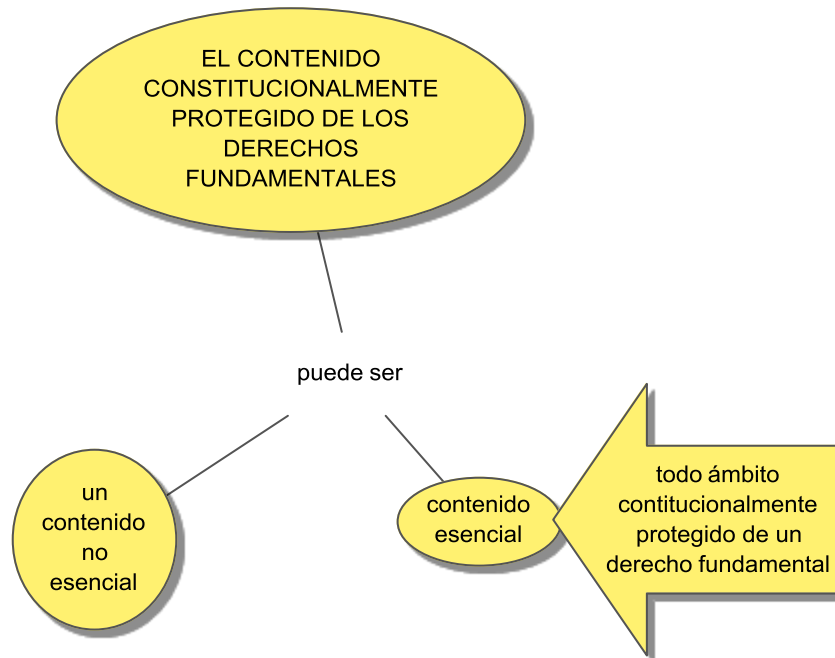 EL CONTENIDO
CONSTITUCIONALMENTE
PROTEGIDO DE LOS
DERECHOS
FUNDAMENTALES
puede ser
un
contenido
no
esencial
contenido
esencial
todo ámbito
contitucionalmente
protegido de un
derecho fundamental